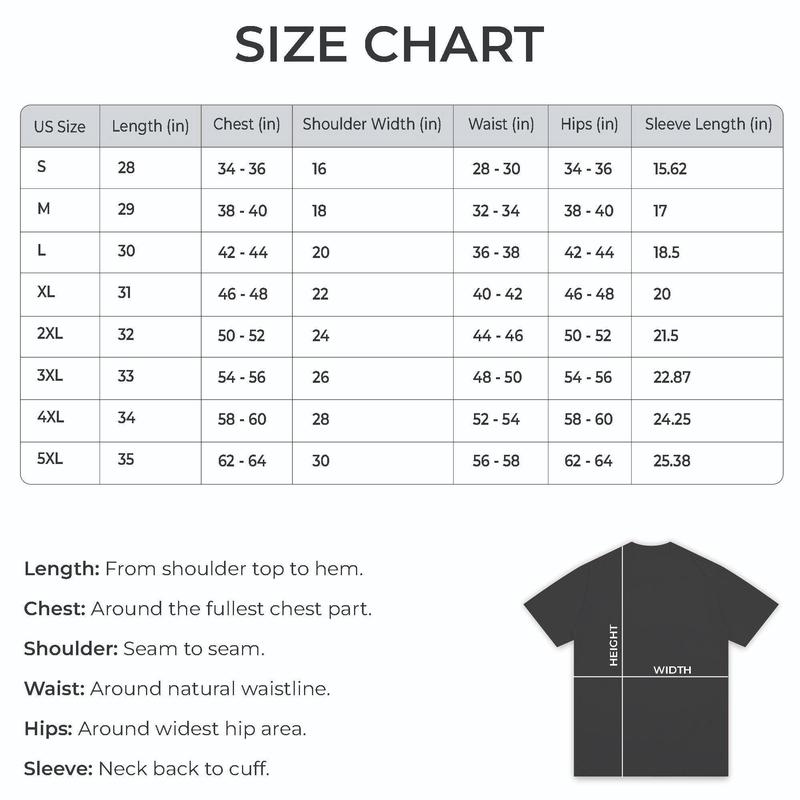 SIZE CHART
US Size Length (in) Chest (in) Shoulder Width (in) Waist (in) Hips (in) Sleeve Length (in)
S 28 34 - 36 16 28 - 30 34 - 36 15.62
M 29 38 - 40 18 32 - 34 38 - 40 17
L 30 42 - 44 20 36 - 38 42 - 44 18.5
XL 31 46 - 48 22 40 - 42 46 - 48 20
2XL 32 50 - 52 24 44 - 46 50 - 52 21.5
3XL 33 54 - 56 26 48 - 50 54 - 56 22.87
4XL 34 58 - 60 28 52 - 54 58 - 60 24.25
5XL 35 62 - 64 30 56 - 58 62 - 64 25.38
Length: From shoulder top to hem.
Chest: Around the fullest chest part.
Shoulder: Seam to seam.
Waist: Around natural waistline.
Hips: Around widest hip area.
Sleeve: Neck back to cuff.
HEIGHT
WIDTH